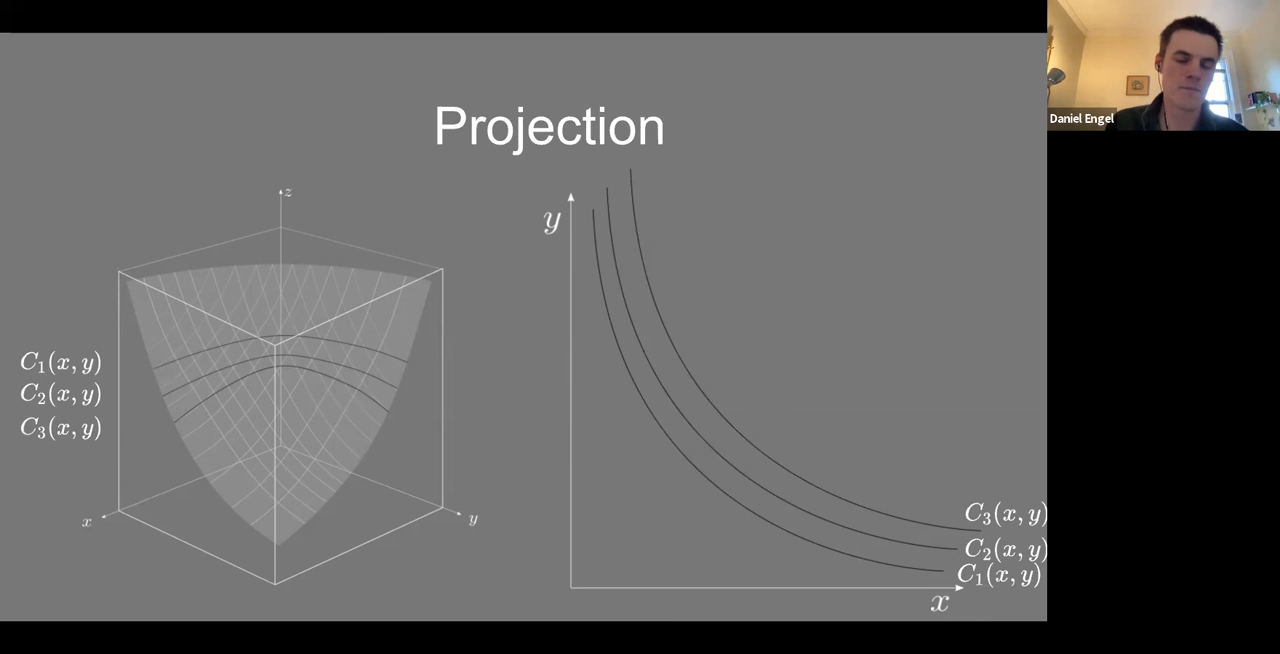 Projection
Daniel Engel
z
C₁(x, y)
C₂(x, y)
C₃(x, y)
x
y
y
C₃(x, y)
C₂(x, y)
C₁(x, y)
x